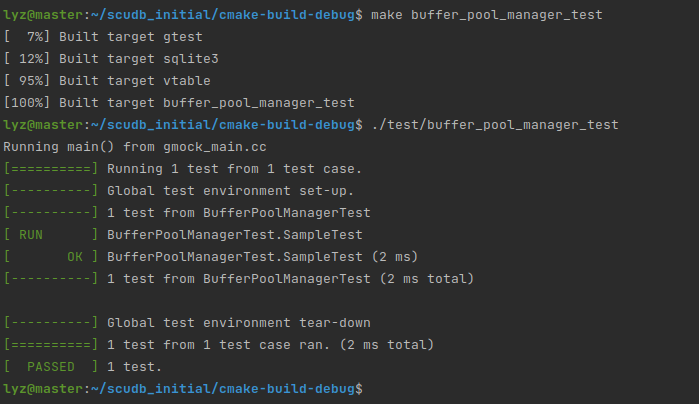 lyz@master:~/scudb_initial/cmake-build-debug$ make buffer_pool_manager_test
[  7%] Built target gtest
[ 12%] Built target sqlite3
[ 95%] Built target vtable
[100%] Built target buffer_pool_manager_test
lyz@master:~/scudb_initial/cmake-build-debug$ ./test/buffer_pool_manager_test
Running main() from gmock_main.cc
[==========] Running 1 test from 1 test case.
[----------] Global test environment set-up.
[----------] 1 test from BufferPoolManagerTest
[ RUN      ] BufferPoolManagerTest.SampleTest
[       OK ] BufferPoolManagerTest.SampleTest (2 ms)
[----------] 1 test from BufferPoolManagerTest (2 ms total)

[----------] Global test environment tear-down
[==========] 1 test from 1 test case ran. (2 ms total)
[  PASSED  ] 1 test.
lyz@master:~/scudb_initial/cmake-build-debug$